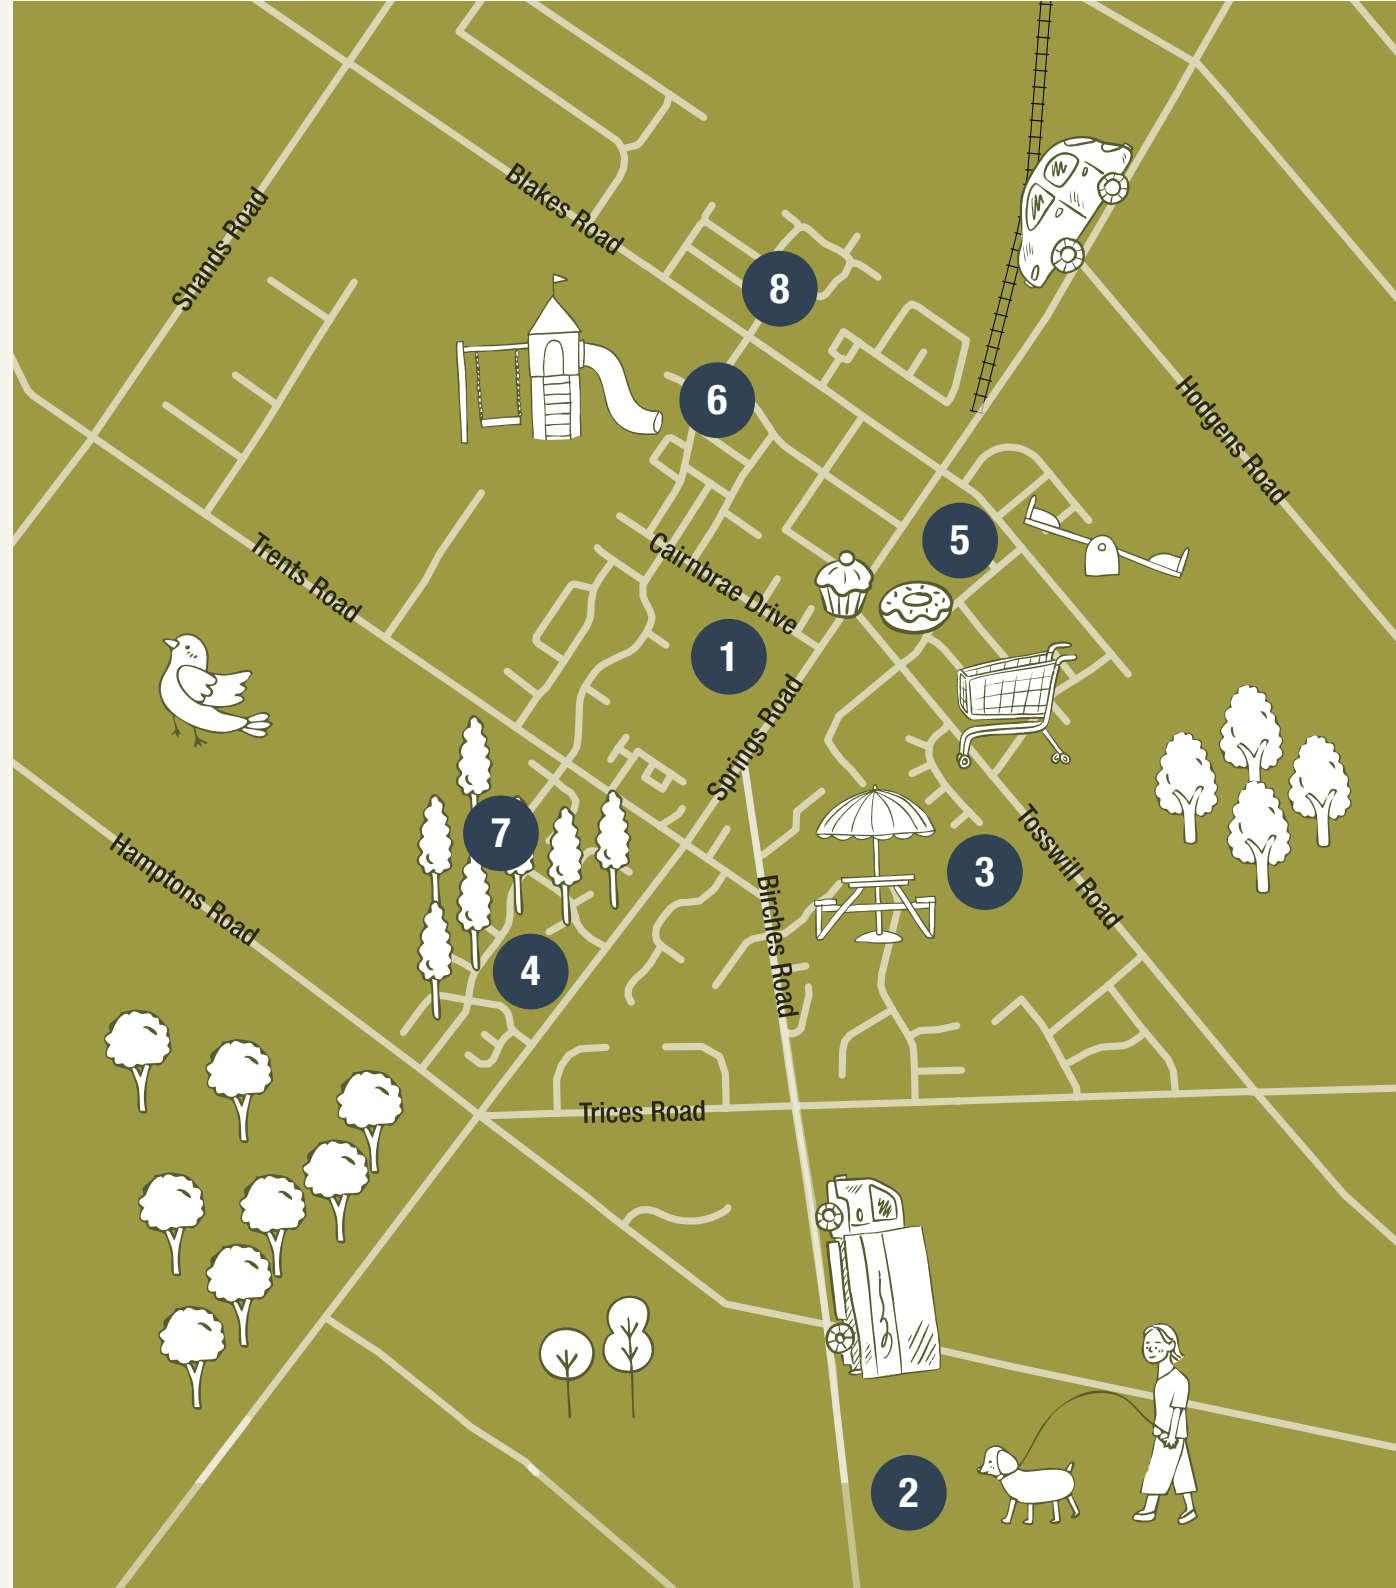 Blakes Road
Shands Road
8
6
Hodgens Road
5
Trents Road
Cairnbrae Drive
1
Springs Road
7
Tosswill Road
3
Hamptons Road
Birches Road
4
Trices Road
2